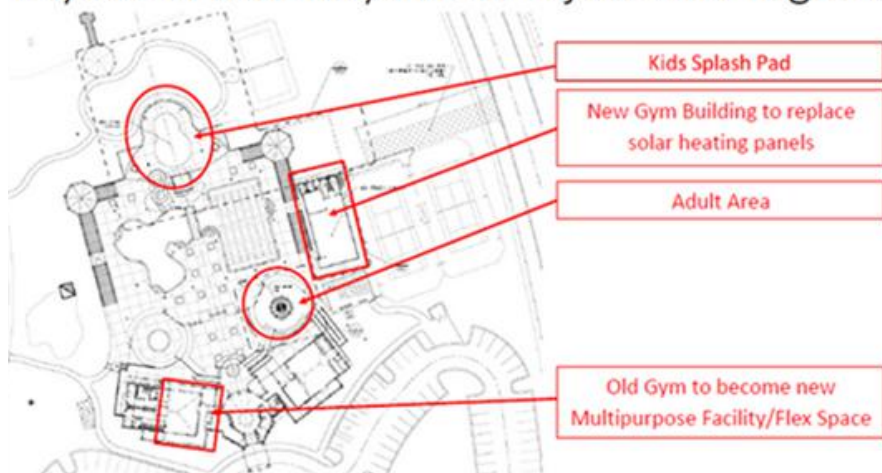 Kids Splash Pad
New Gym Building to replace
solar heating panels
Adult Area
Old Gym to become new
Multipurpose Facility/Flex Space